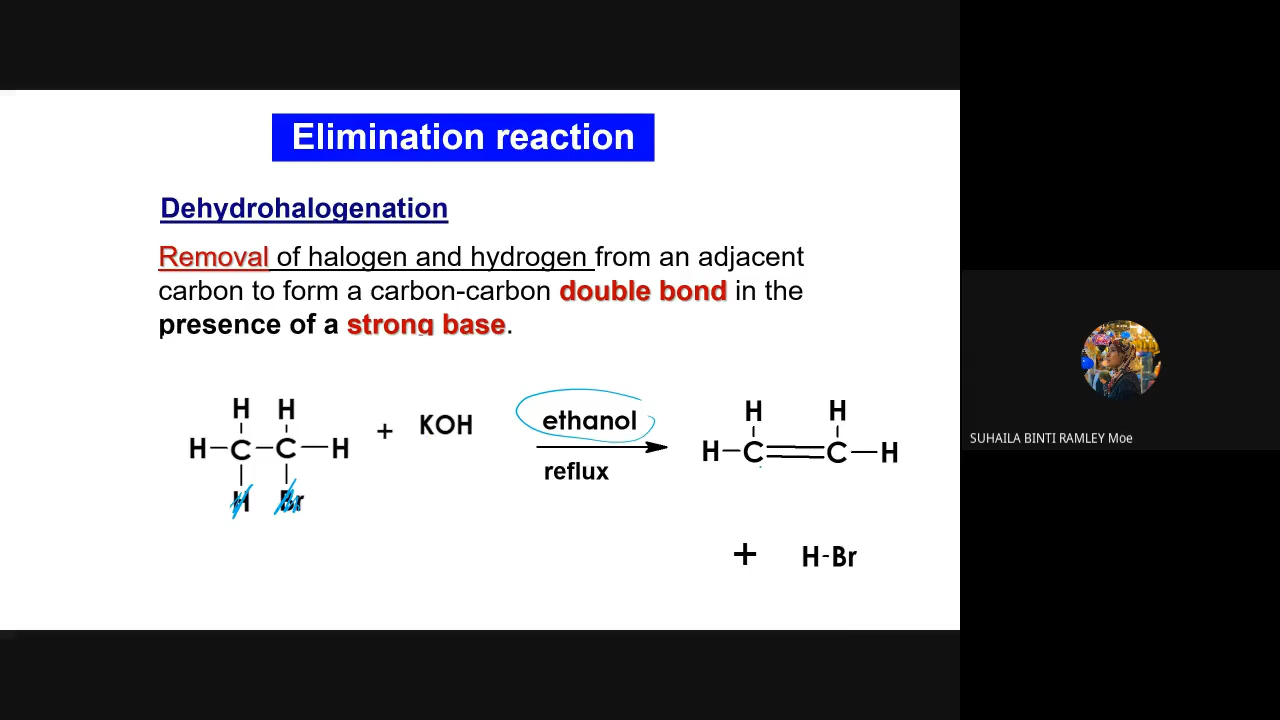 Elimination reaction
Dehydrohalogenation
Removal of halogen and hydrogen from an adjacent
carbon to form a carbon-carbon double bond in the
presence of a strong base.
H H
H-C-C-H
H Br
+ KOH
ethanol
reflux
H H
H-C=C-H
+ H-Br
SUHAILA BINTI RAMLEY Moe